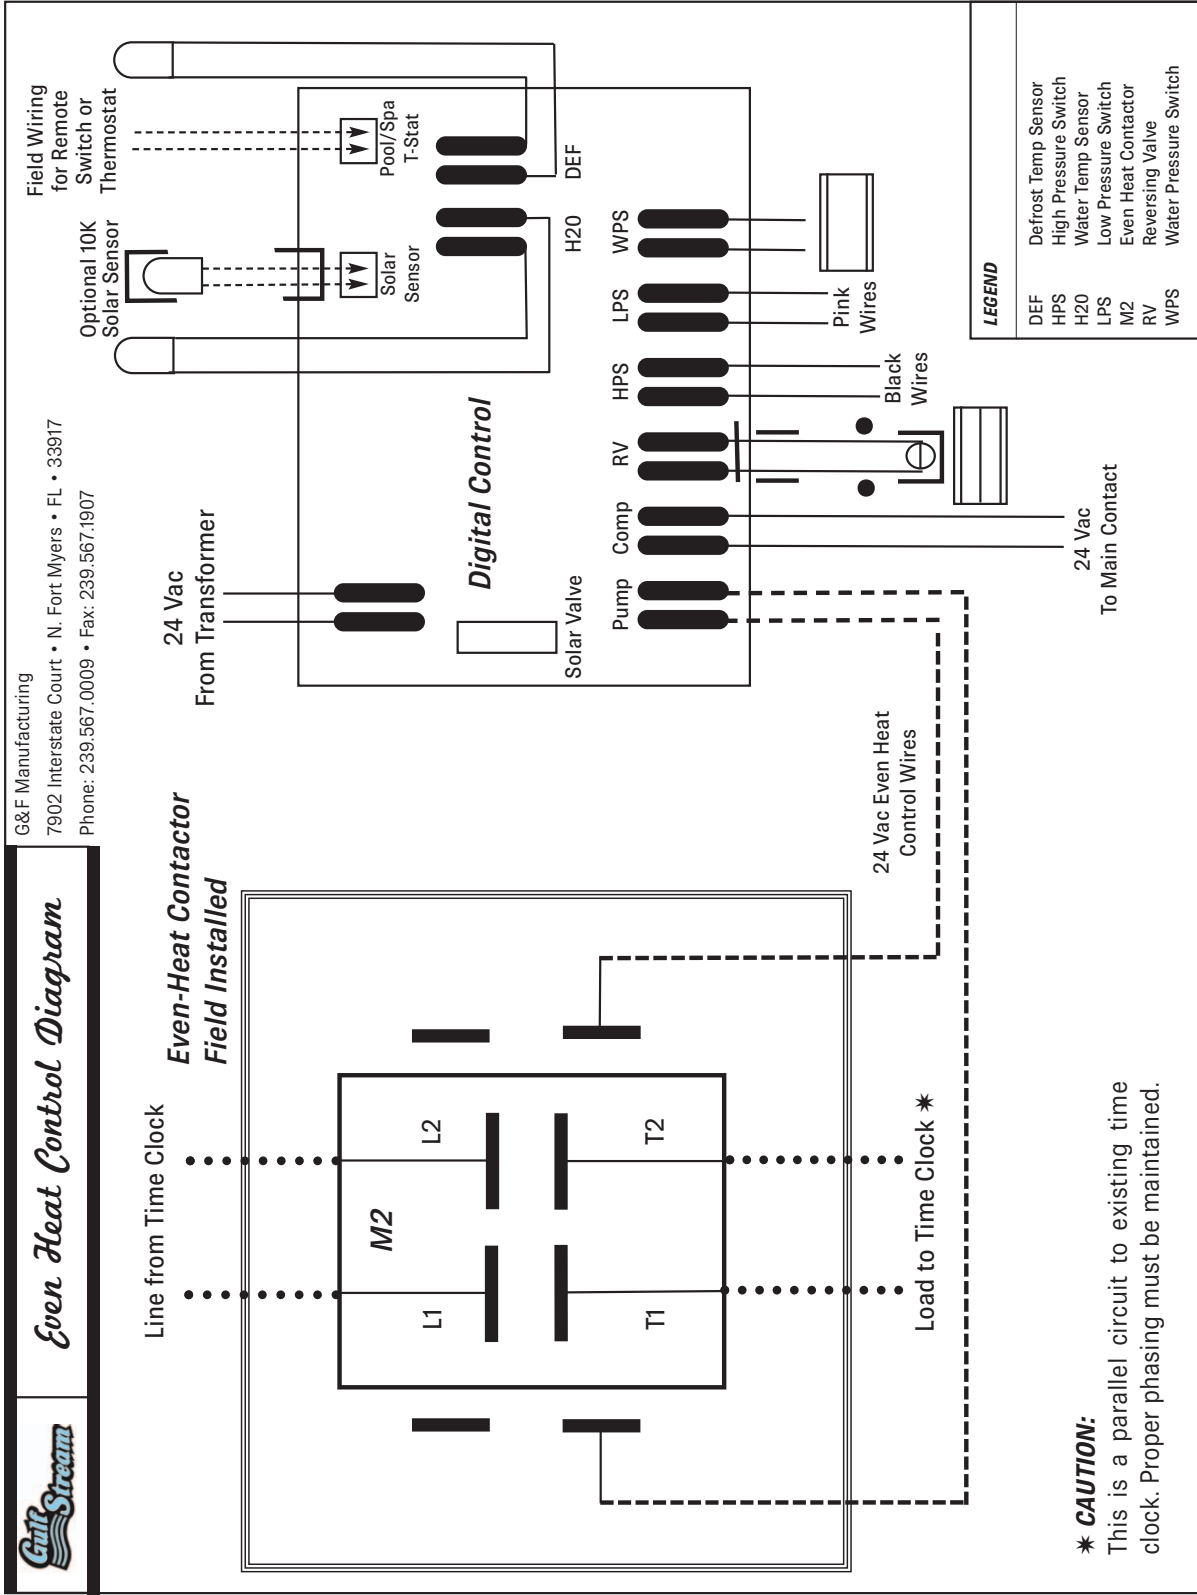 Gulf
Stream
Even Heat Control Diagram
G&F Manufacturing
7902 Interstate Court • N. Fort Myers • FL • 33917
Phone: 239.567.0009 • Fax: 239.567.1907
Even-Heat Contactor
Field Installed
Line from Time Clock
M2
L1
L2
T1
T2
Load to Time Clock ✷
24 Vac Even Heat
Control Wires
24 Vac
From Transformer
Optional 10K
Solar Sensor
Field Wiring
for Remote
Switch or
Thermostat
Solar
Sensor
Pool/Spa
T-Stat
H20
DEF
Digital Control
Solar Valve
Pump
Comp
RV
HPS
LPS
WPS
Black
Wires
Pink
Wires
24 Vac
To Main Contact
✷ CAUTION:
This is a parallel circuit to existing time
clock. Proper phasing must be maintained.
LEGEND
DEF Defrost Temp Sensor
HPS High Pressure Switch
H20 Water Temp Sensor
LPS Low Pressure Switch
M2 Even Heat Contactor
RV Reversing Valve
WPS Water Pressure Switch